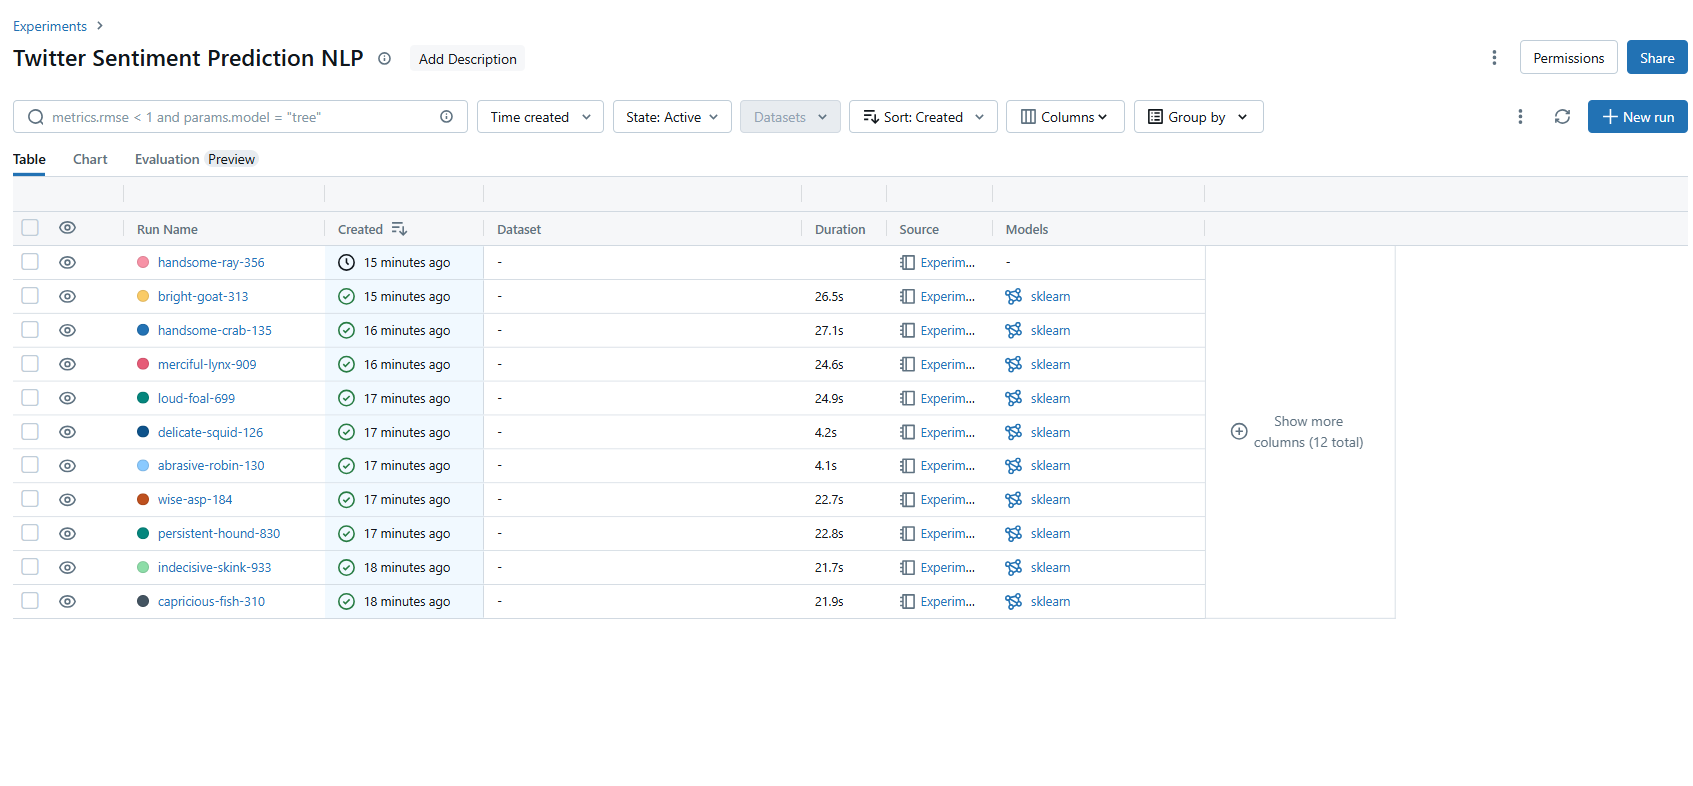 Experiments
Twitter Sentiment Prediction NLP Add Description Permissions Share
metrics.rmse < 1 and params.model = "tree" Time created State: Active Datasets Sort: Created Columns Group by New run
Table Chart Evaluation Preview
Run Name Created Dataset Duration Source Models
handsome-ray-356 15 minutes ago - Experim... -
bright-goat-313 15 minutes ago - 26.5s Experim... sklearn
handsome-crab-135 16 minutes ago - 27.1s Experim... sklearn
merciful-lynx-909 16 minutes ago - 24.6s Experim... sklearn
loud-foal-699 17 minutes ago - 24.9s Experim... sklearn
delicate-squid-126 17 minutes ago - 4.2s Experim... sklearn
abrasive-robin-130 17 minutes ago - 4.1s Experim... sklearn
wise-asp-184 17 minutes ago - 22.7s Experim... sklearn
persistent-hound-830 17 minutes ago - 22.8s Experim... sklearn
indecisive-skink-933 18 minutes ago - 21.7s Experim... sklearn
capricious-fish-310 18 minutes ago - 21.9s Experim... sklearn
Show more
columns (12 total)